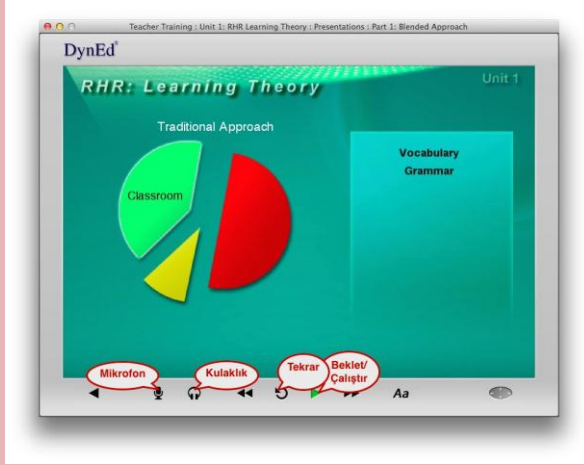 Teacher Training : Unit 1: RHR Learning Theory : Presentations : Part 1: Blended Approach
DynEd®
RHR: Learning Theory
Unit 1
Traditional Approach
Classroom
Vocabulary
Grammar
Mikrofon
Kulaklık
Tekrar
Beklet/
Çalıştır
Aa